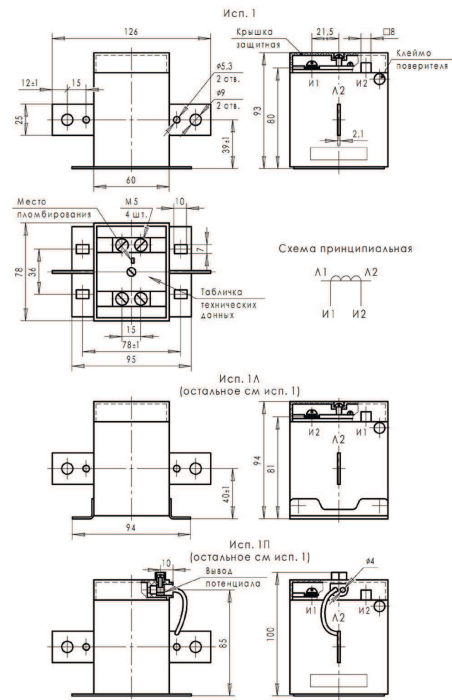 Исп. 1
126
12±1
15
25
ø5,3
2 отв.
ø9
2 отв.
39±1
60
Крышка
защитная
21,5
□8
Клеймо
поверителя
И1
И2
Л2
93
80
2,1
Место
пломбирования
М5
4 шт.
10
7
78
36
Табличка
технических
данных
15
78±1
95
Схема принципиальная
Л1
Л2
И1
И2
Исп. 1Л
(остальное см исп. 1)
40±1
94
94
81
И2
И1
Л2
Исп. 1П
(остальное см исп. 1)
10
Вывод
потенциала
85
100
ø4
И1
И2
Л2